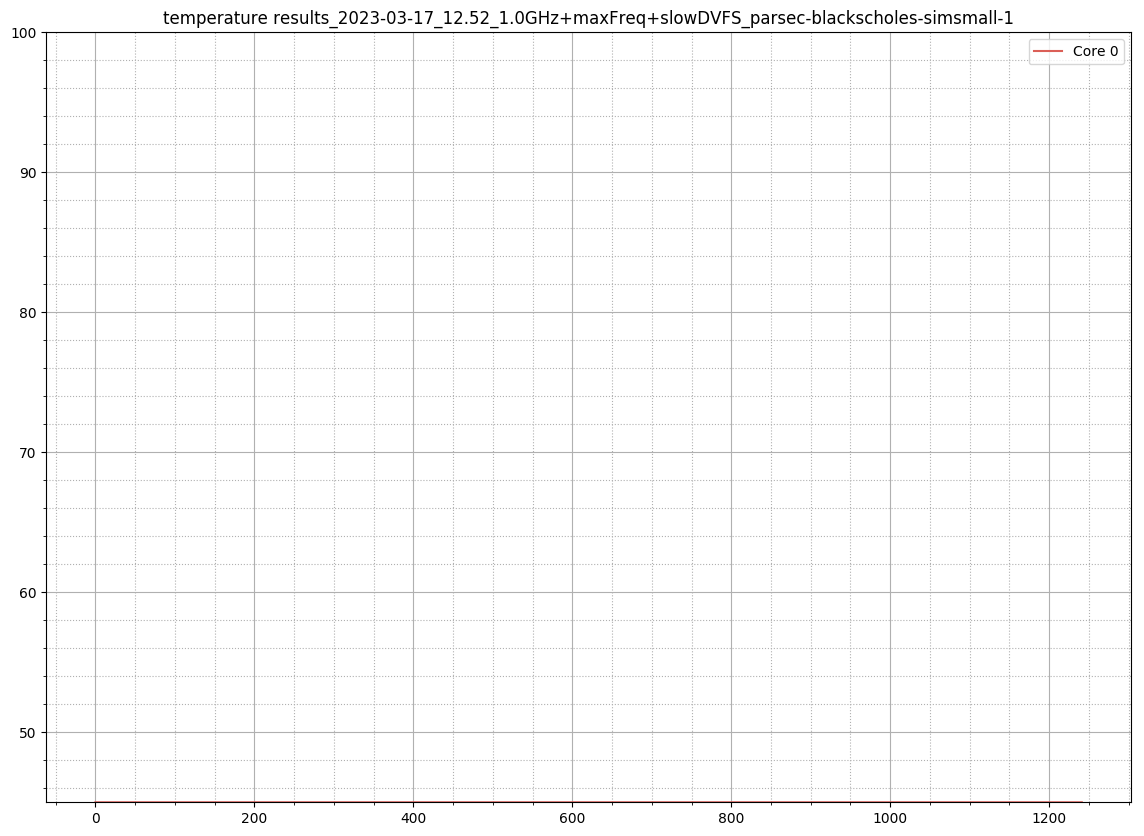 temperature results_2023-03-17_12.52_1.0GHz+maxFreq+slowDVFS_parsec-blackscholes-simsmall-1
100
Core 0
90
80
70
60
50
0 200 400 600 800 1000 1200